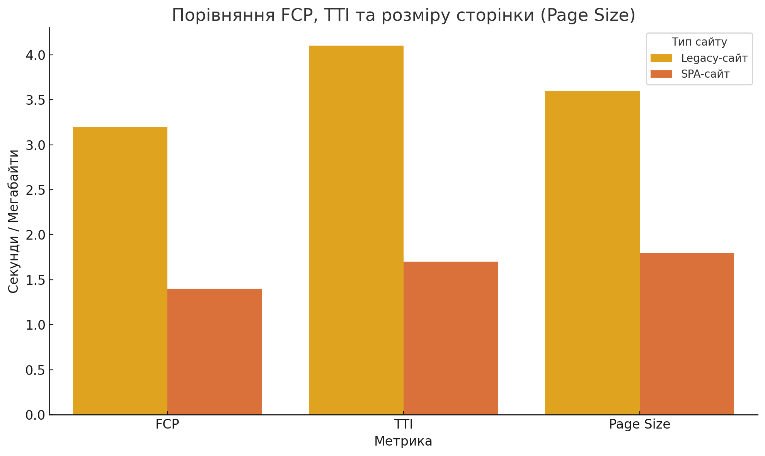 Порівняння FCP, TTI та розміру сторінки (Page Size)
Тип сайту
Legacy-сайт
SPA-сайт
Секунди / Мегабайти
4.0
3.5
3.0
2.5
2.0
1.5
1.0
0.5
0.0
FCP
TTI
Page Size
Метрика